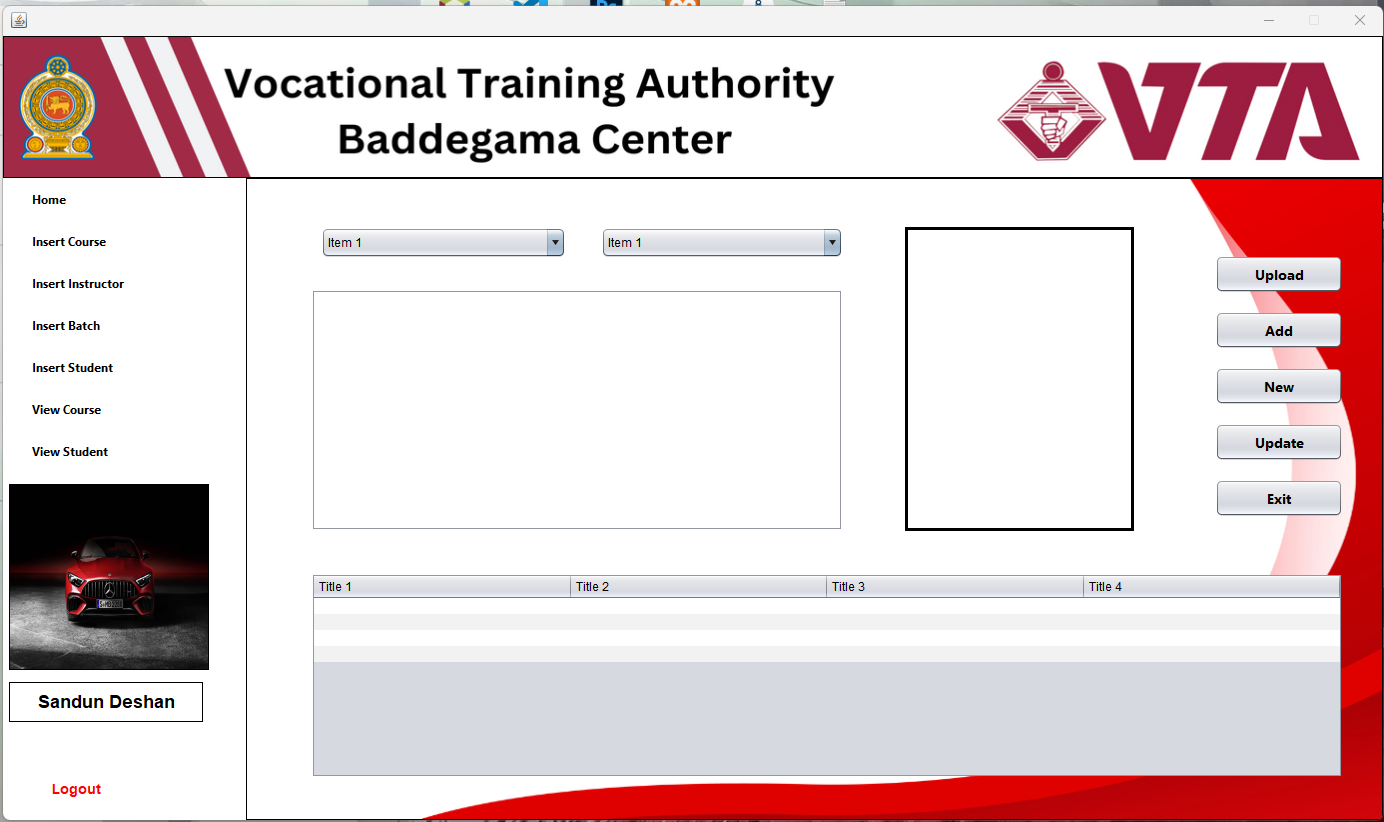 Vocational Training Authority
Baddegama Center
VTA
Home
Insert Course
Insert Instructor
Insert Batch
Insert Student
View Course
View Student
Sandun Deshan
Logout
Item 1
Item 1
Upload
Add
New
Update
Exit
Title 1 Title 2 Title 3 Title 4